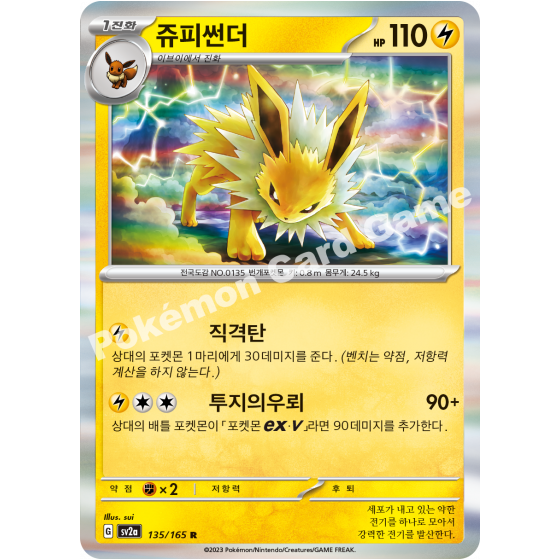 1진화
쥬피썬더
HP 110
이브이에서 진화
전국도감 NO.0135 번개포켓몬 키: 0.8 m 몸무게: 24.5 kg
직격탄
상대의 포켓몬 1마리에게 30데미지를 준다. (벤치는 약점, 저항력
계산을 하지 않는다.)
투지의우뢰 90+
상대의 배틀 포켓몬이 「포켓몬 ex·V」라면 90데미지를 추가한다.
약점 ×2 저항력 후퇴
Illus. sui
G sv2a 135/165 R
세포가 내고 있는 약한
전기를 하나로 모아서
강력한 전기를 발산한다.
©2023 Pokémon/Nintendo/Creatures/GAME FREAK.
Pokémon Card Game